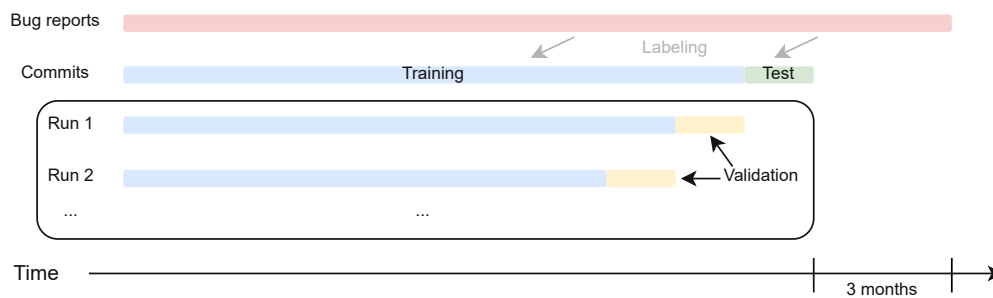 Bug reports
Labeling
Commits
Training
Test
Run 1
Run 2
Validation
...
...
Time
3 months